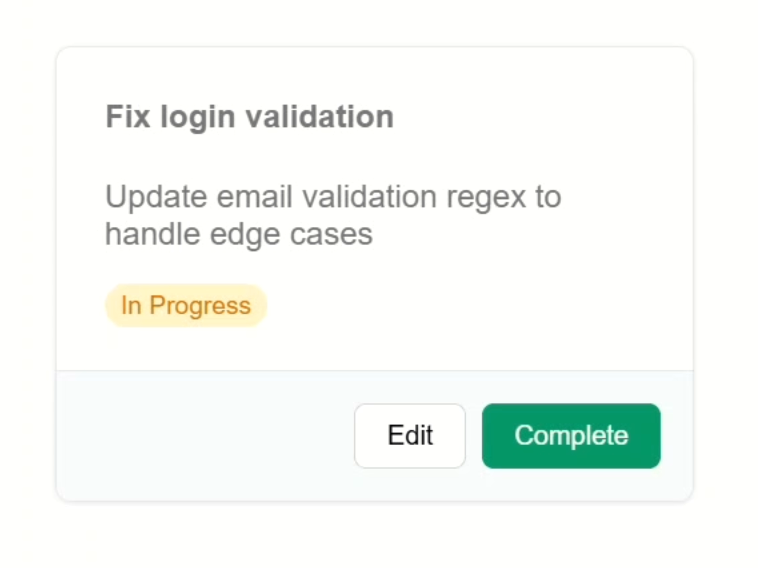 Fix login validation
Update email validation regex to
handle edge cases
In Progress
Edit
Complete